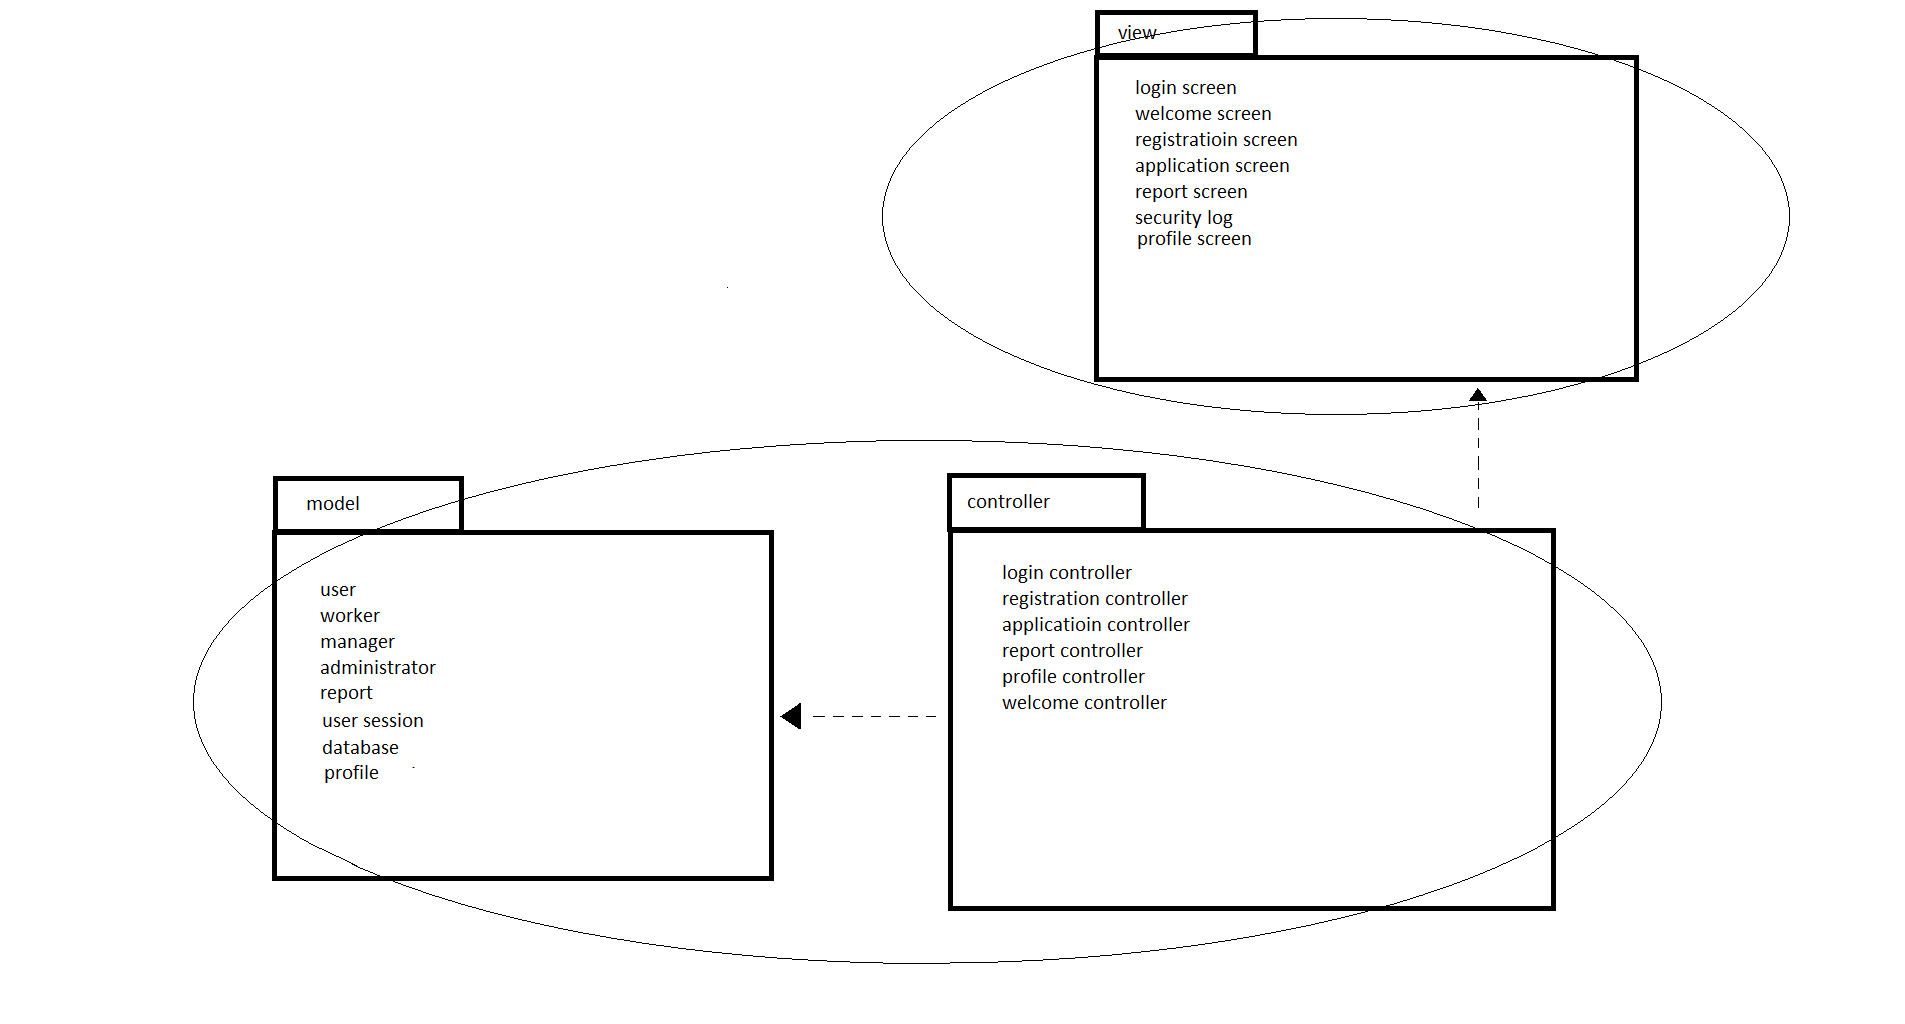 view
login screen
welcome screen
registratioin screen
application screen
report screen
security log
profile screen
model
user
worker
manager
administrator
report
user session
database
profile
controller
login controller
registration controller
applicatioin controller
report controller
profile controller
welcome controller